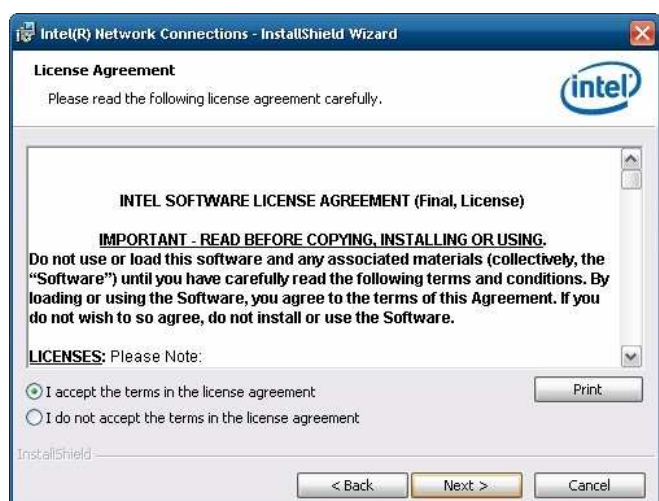 Intel(R) Network Connections - InstallShield Wizard
License Agreement
Please read the following license agreement carefully.
intel
INTEL SOFTWARE LICENSE AGREEMENT (Final, License)
IMPORTANT - READ BEFORE COPYING, INSTALLING OR USING.
Do not use or load this software and any associated materials (collectively, the
“Software”) until you have carefully read the following terms and conditions. By
loading or using the Software, you agree to the terms of this Agreement. If you
do not wish to so agree, do not install or use the Software.
LICENSES: Please Note:
I accept the terms in the license agreement
Print
I do not accept the terms in the license agreement
InstallShield
< Back
Next >
Cancel